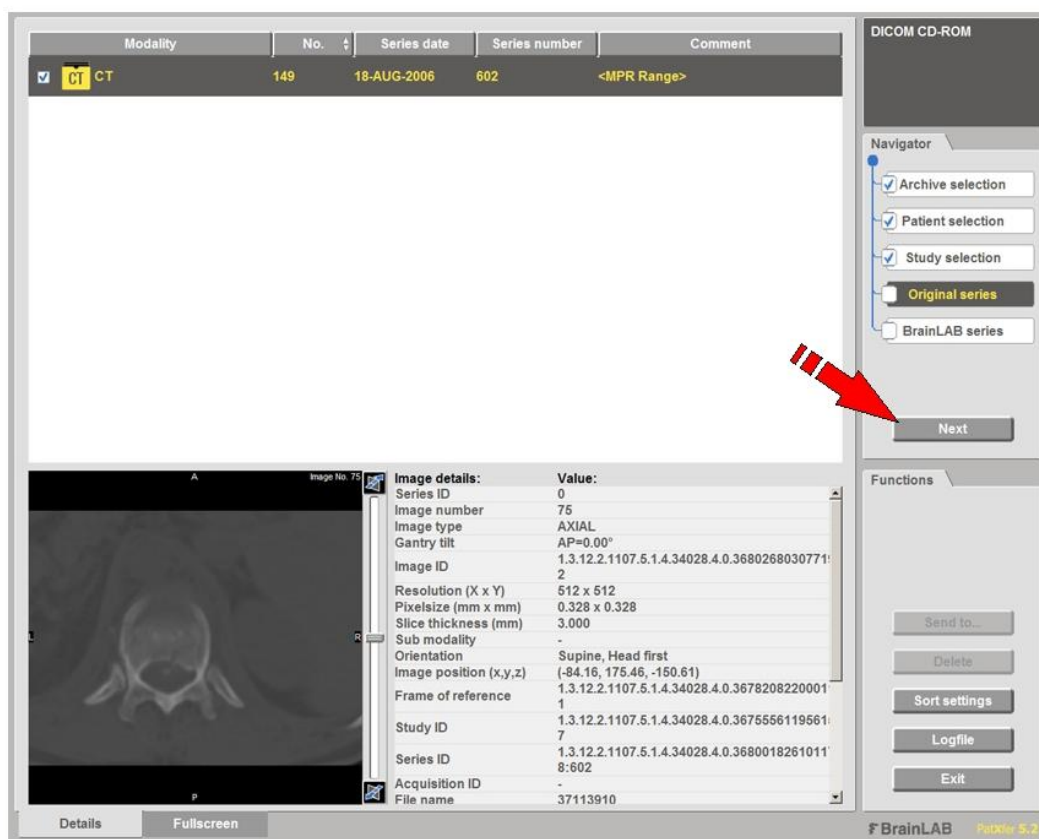 Modality No. Series date Series number Comment
CT CT 149 18-AUG-2006 602 <MPR Range>
DICOM CD-ROM
Navigator
Archive selection
Patient selection
Study selection
Original series
BrainLAB series
Next
A Image No. 75
L R
P
Image details: Value:
Series ID 0
Image number 75
Image type AXIAL
Gantry tilt AP=0.00°
Image ID 1.3.12.2.1107.5.1.4.34028.4.0.3680268030771
2
Resolution (X x Y) 512 x 512
Pixelsize (mm x mm) 0.328 x 0.328
Slice thickness (mm) 3.000
Sub modality -
Orientation Supine, Head first
Image position (x,y,z) (-84.16, 175.46, -150.61)
Frame of reference 1.3.12.2.1107.5.1.4.34028.4.0.3678208220001
1
Study ID 1.3.12.2.1107.5.1.4.34028.4.0.3675556119561
7
Series ID 1.3.12.2.1107.5.1.4.34028.4.0.3680018261011
8:602
Acquisition ID -
File name 37113910
Functions
Send to...
Delete
Sort settings
Logfile
Exit
Details Fullscreen
BrainLAB PatXfer 5.2